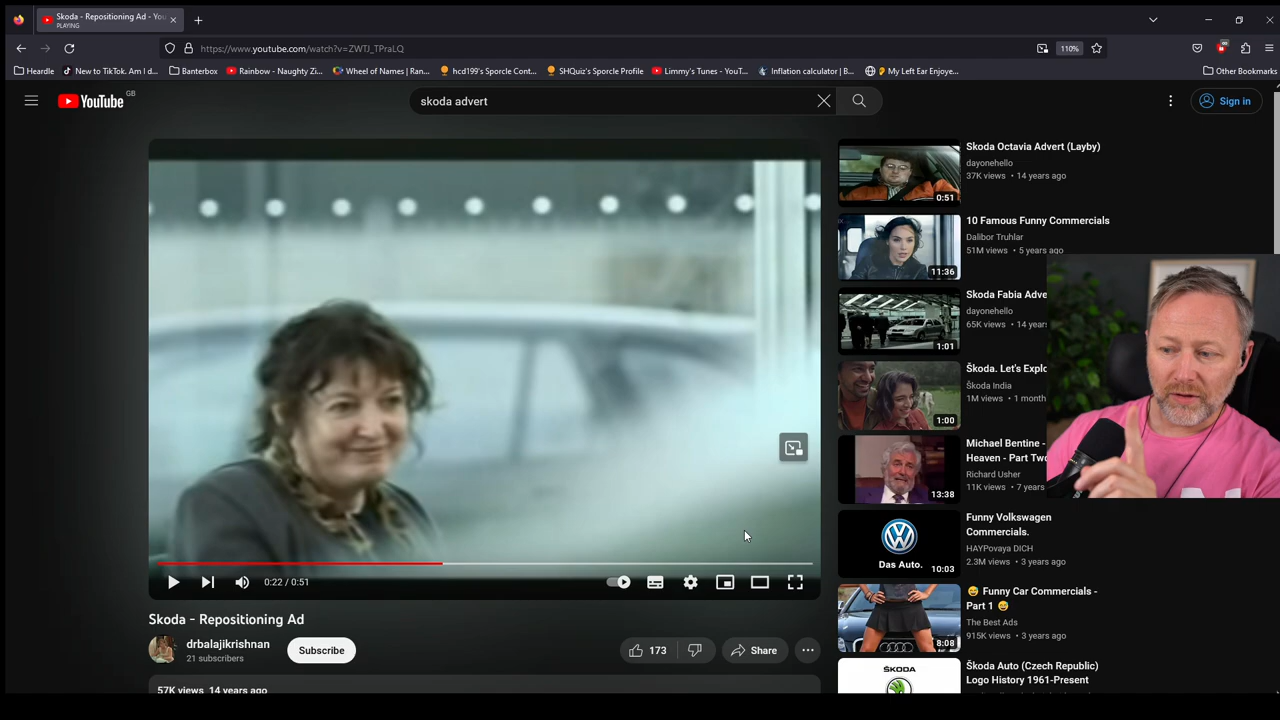 Skoda - Repositioning Ad - You
PLAYING
https://www.youtube.com/watch?v=ZWTJ_TPraLQ
110%
Heardle
New to TikTok. Am I d...
Banterbox
Rainbow - Naughty Zi...
Wheel of Names | Ran...
hcd199's Sporcle Cont...
SHQuiz's Sporcle Profile
Limmy's Tunes - YouT...
Inflation calculator | B...
My Left Ear Enjoye...
Other Bookmarks
YouTube GB
skoda advert
Sign in
Skoda Octavia Advert (Layby)
dayonehello
37K views • 14 years ago
0:51
10 Famous Funny Commercials
Dalibor Truhlar
51M views • 5 years ago
11:36
Skoda Fabia Adve
dayonehello
65K views • 14 years
1:01
Škoda. Let's Explo
Škoda India
1M views • 1 month
1:00
Michael Bentine -
Heaven - Part Two
Richard Usher
11K views • 7 years
13:38
Funny Volkswagen
Commercials.
HAYPovaya DICH
2.3M views • 3 years ago
Das Auto.
10:03
😅 Funny Car Commercials -
Part 1 😅
The Best Ads
915K views • 3 years ago
8:08
Škoda Auto (Czech Republic)
Logo History 1961-Present
ŠKODA
0:22 / 0:51
Skoda - Repositioning Ad
drbalajikrishnan
21 subscribers
Subscribe
173
Share
57K views 14 years ago